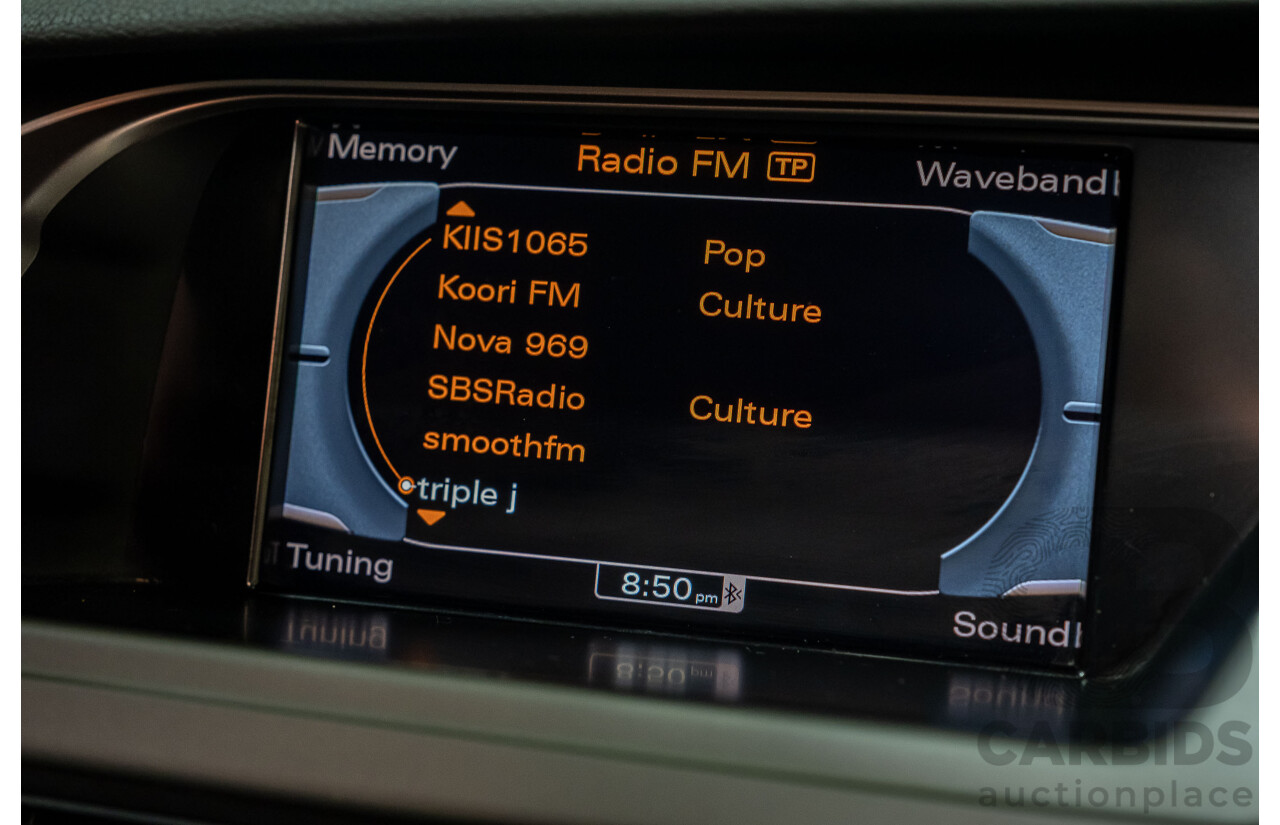 Memory
Radio FM TP
Waveband
KIIS1065 Pop
Koori FM Culture
Nova 969
SBSRadio Culture
smoothfm
triple j
Tuning
8:50 pm
Sound
CARBIDS
auctionplace